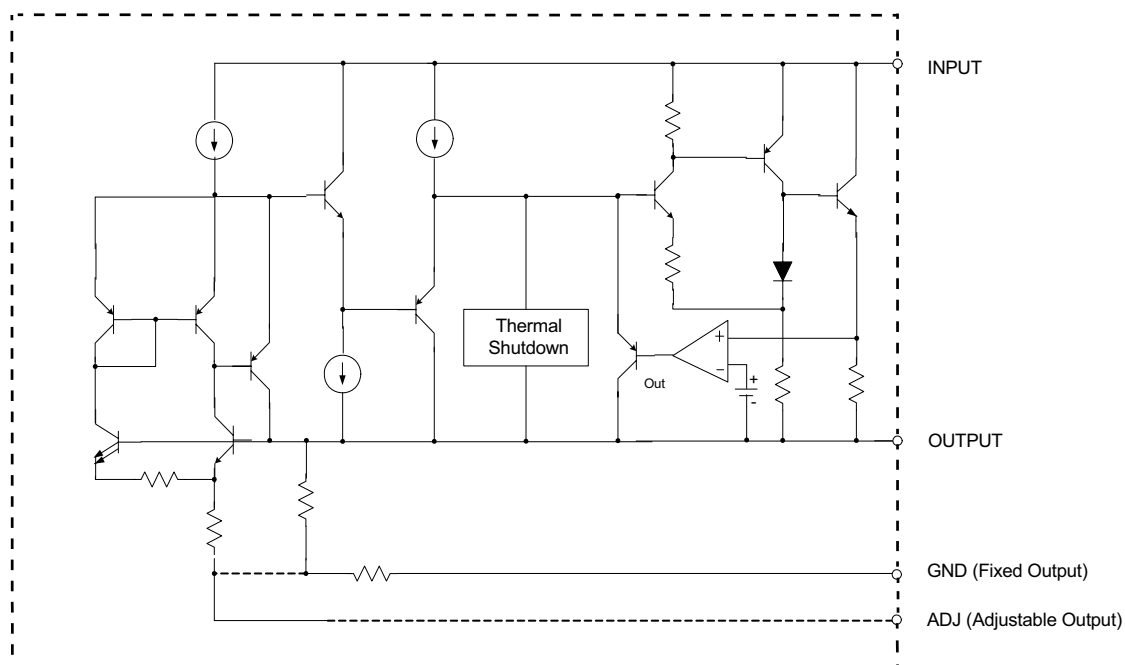 INPUT
Thermal
Shutdown
+
−
Out
+
-
OUTPUT
GND (Fixed Output)
ADJ (Adjustable Output)